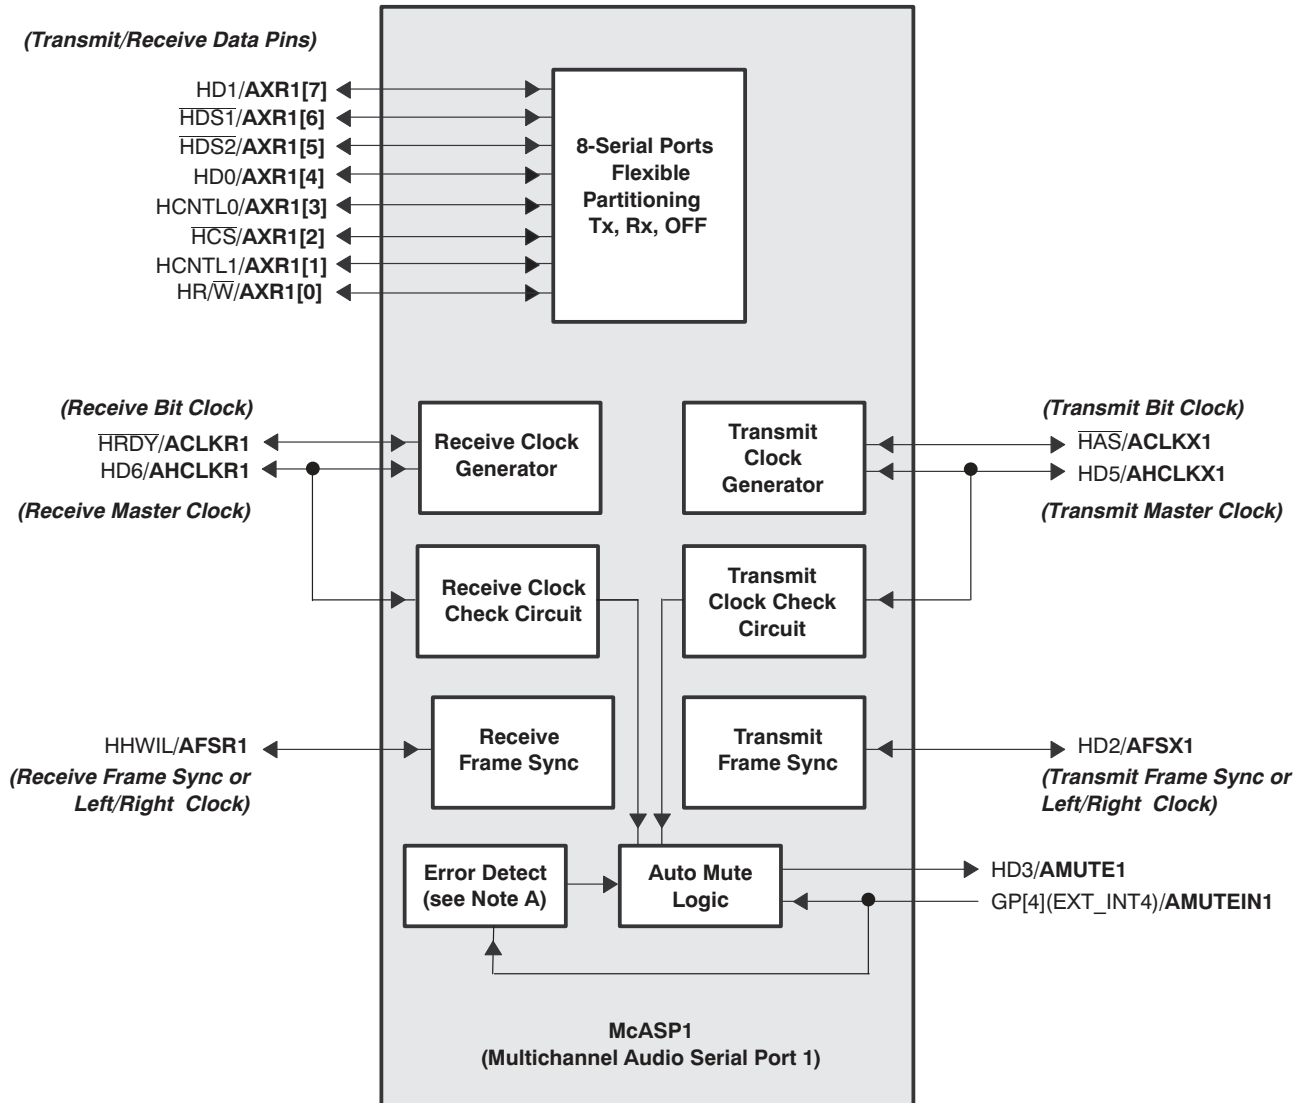 (Transmit/Receive Data Pins)
HD1/AXR1[7]
HDS1/AXR1[6]
HDS2/AXR1[5]
HD0/AXR1[4]
HCNTL0/AXR1[3]
HCS/AXR1[2]
HCNTL1/AXR1[1]
HR/W/AXR1[0]
8-Serial Ports
Flexible
Partitioning
Tx, Rx, OFF
(Receive Bit Clock)
HRDY/ACLKR1
HD6/AHCLKR1
(Receive Master Clock)
Receive Clock
Generator
Transmit
Clock
Generator
(Transmit Bit Clock)
HAS/ACLKX1
HD5/AHCLKX1
(Transmit Master Clock)
Receive Clock
Check Circuit
Transmit
Clock Check
Circuit
HHWIL/AFSR1
(Receive Frame Sync or
Left/Right Clock)
Receive
Frame Sync
Transmit
Frame Sync
HD2/AFSX1
(Transmit Frame Sync or
Left/Right Clock)
Error Detect
(see Note A)
Auto Mute
Logic
HD3/AMUTE1
GP[4](EXT_INT4)/AMUTEIN1
McASP1
(Multichannel Audio Serial Port 1)